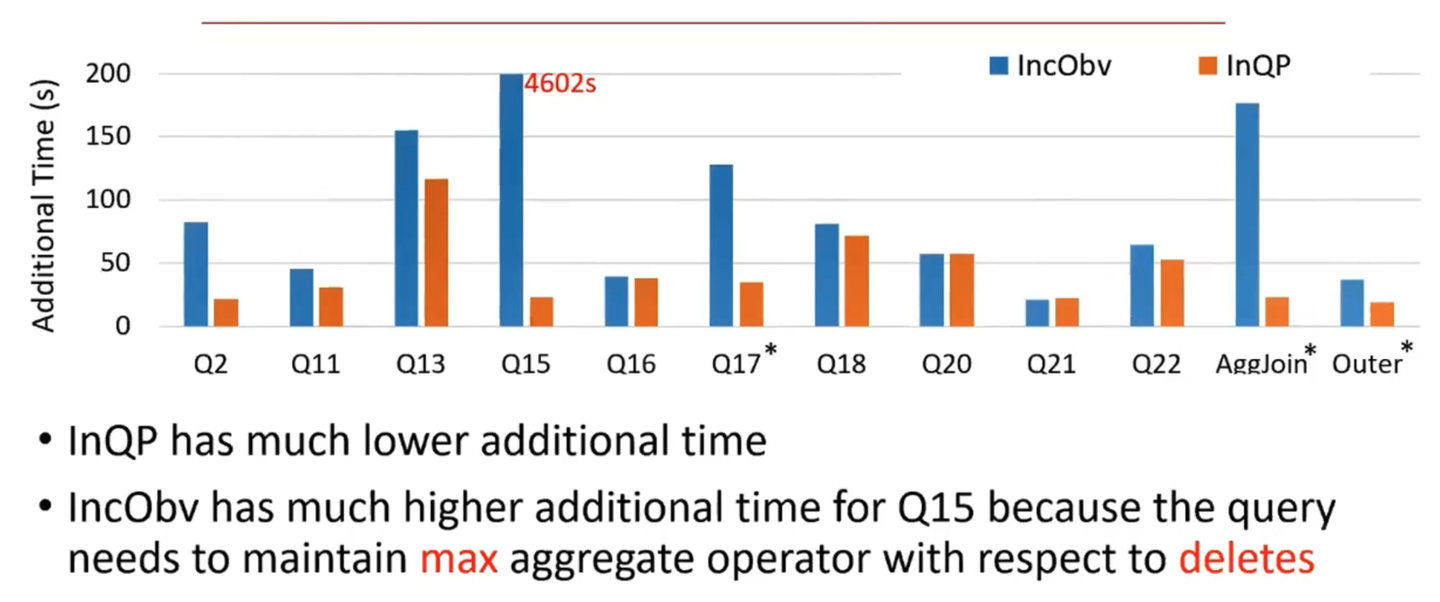 IncObv InQP
Additional Time (s)
200
150
100
50
0
4602s
Q2 Q11 Q13 Q15 Q16 Q17* Q18 Q20 Q21 Q22 AggJoin* Outer*
• InQP has much lower additional time
• IncObv has much higher additional time for Q15 because the query
needs to maintain max aggregate operator with respect to deletes